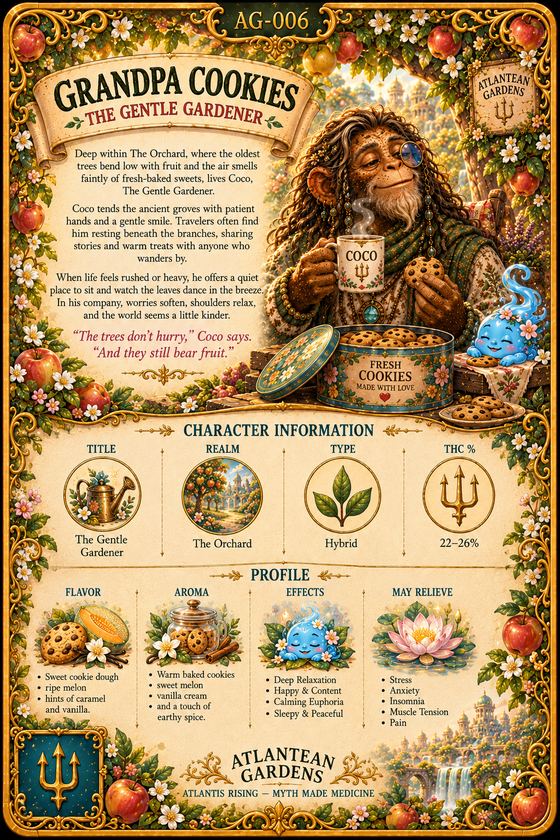 AG-006
GRANDPA COOKIES
THE GENTLE GARDENER
ATLANTEAN
GARDENS
Deep within The Orchard, where the oldest
trees bend low with fruit and the air smells
faintly of fresh-baked sweets, lives Coco,
The Gentle Gardener.
Coco tends the ancient groves with patient
hands and a gentle smile. Travelers often find
him resting beneath the branches, sharing
stories and warm treats with anyone who
wanders by.
When life feels rushed or heavy, he offers a quiet
place to sit and watch the leaves dance in the breeze.
In his company, worries soften, shoulders relax,
and the world seems a little kinder.
“The trees don’t hurry,” Coco says.
“And they still bear fruit.”
COCO
FRESH
COOKIES
MADE WITH LOVE
CHARACTER INFORMATION
TITLE
The Gentle
Gardener
REALM
The Orchard
TYPE
Hybrid
THC %
22–26%
PROFILE
FLAVOR
• Sweet cookie dough
• ripe melon
• hints of caramel
and vanilla.
AROMA
• Warm baked cookies
• sweet melon
• vanilla cream
• and a touch of
earthy spice.
EFFECTS
• Deep Relaxation
• Happy & Content
• Calming Euphoria
• Sleepy & Peaceful
MAY RELIEVE
• Stress
• Anxiety
• Insomnia
• Muscle Tension
• Pain
ATLANTEAN
GARDENS
ATLANTIS RISING — MYTH MADE MEDICINE